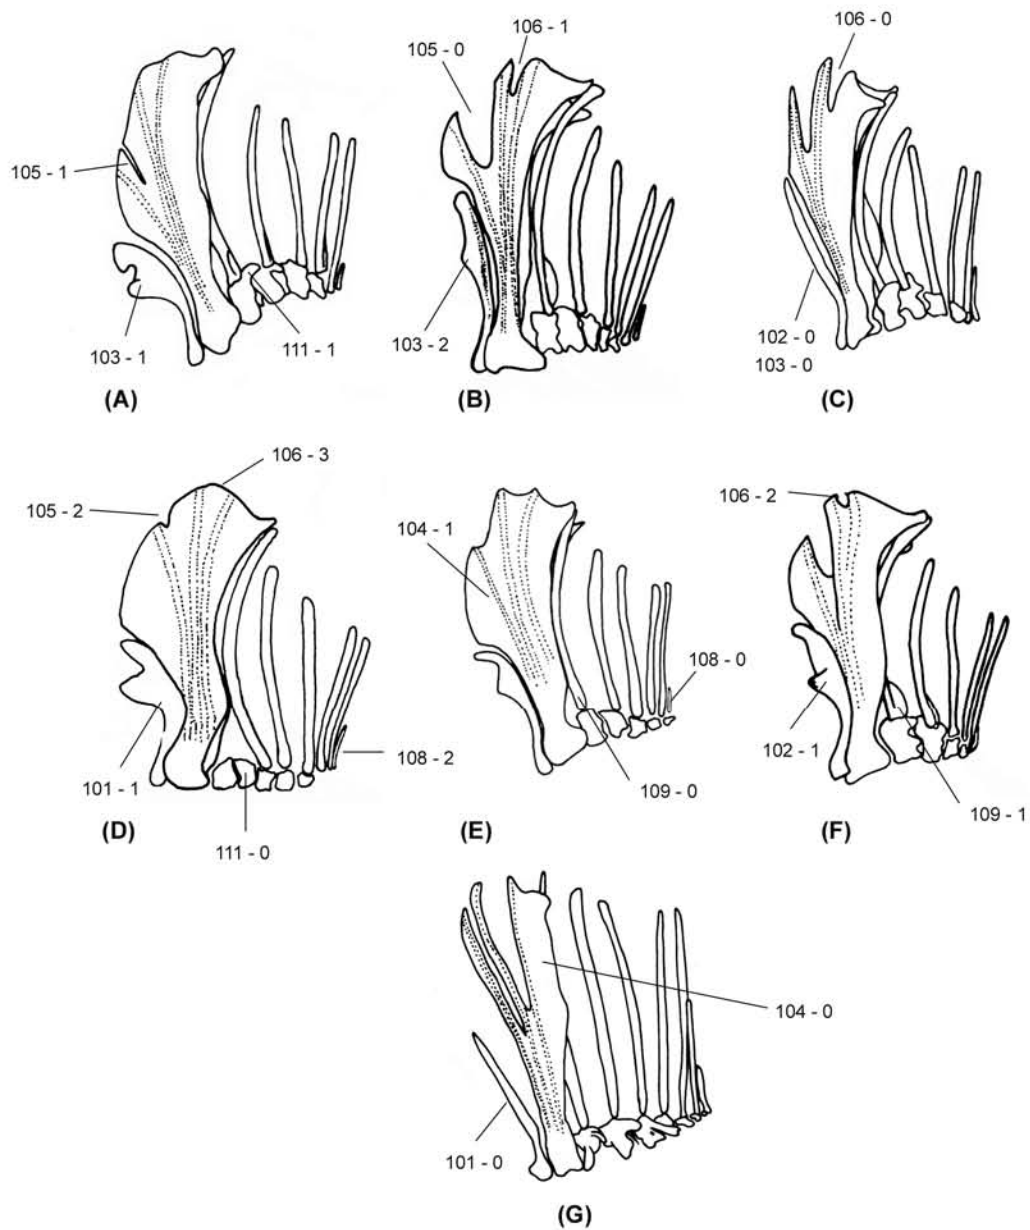 106 - 1
106 - 0
105 - 0
105 - 1
103 - 1
111 - 1
103 - 2
102 - 0
103 - 0
(A)
(B)
(C)
106 - 3
105 - 2
106 - 2
104 - 1
108 - 0
101 - 1
108 - 2
102 - 1
109 - 0
109 - 1
(D)
(E)
(F)
111 - 0
104 - 0
101 - 0
(G)